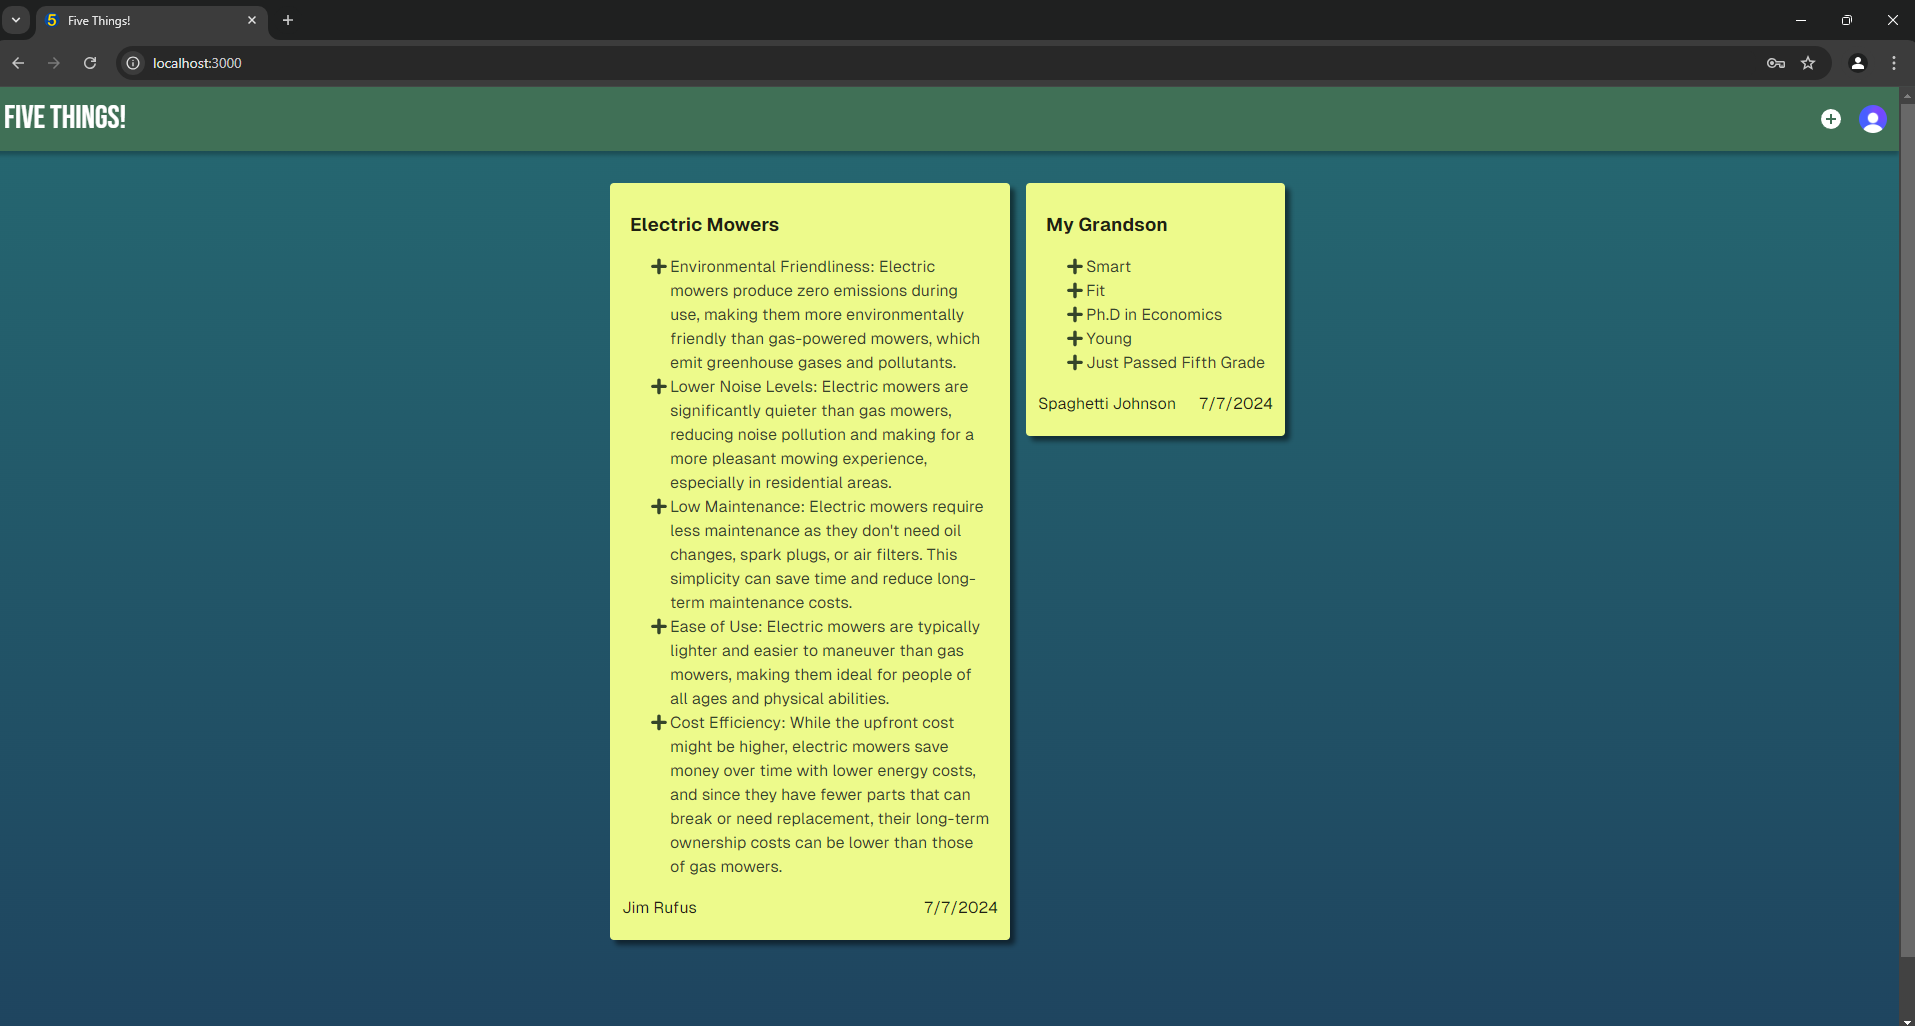 5 Five Things!
localhost:3000
FIVE THINGS!
Electric Mowers
Environmental Friendliness: Electric
mowers produce zero emissions during
use, making them more environmentally
friendly than gas-powered mowers, which
emit greenhouse gases and pollutants.
Lower Noise Levels: Electric mowers are
significantly quieter than gas mowers,
reducing noise pollution and making for a
more pleasant mowing experience,
especially in residential areas.
Low Maintenance: Electric mowers require
less maintenance as they don't need oil
changes, spark plugs, or air filters. This
simplicity can save time and reduce long-
term maintenance costs.
Ease of Use: Electric mowers are typically
lighter and easier to maneuver than gas
mowers, making them ideal for people of
all ages and physical abilities.
Cost Efficiency: While the upfront cost
might be higher, electric mowers save
money over time with lower energy costs,
and since they have fewer parts that can
break or need replacement, their long-term
ownership costs can be lower than those
of gas mowers.
Jim Rufus 7/7/2024
My Grandson
Smart
Fit
Ph.D in Economics
Young
Just Passed Fifth Grade
Spaghetti Johnson 7/7/2024